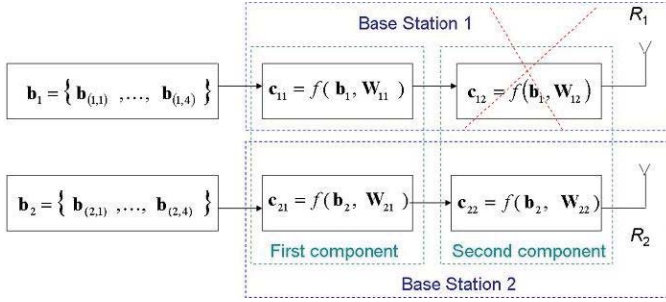 Base Station 1
R₁
b₁ = { b₍₁,₁₎ ,…, b₍₁,₄₎ }
c₁₁ = f( b₁, W₁₁ )
c₁₂ = f(b₁, W₁₂)
b₂ = { b₍₂,₁₎ ,…, b₍₂,₄₎ }
c₂₁ = f( b₂, W₂₁ )
c₂₂ = f( b₂, W₂₂ )
R₂
First component
Second component
Base Station 2